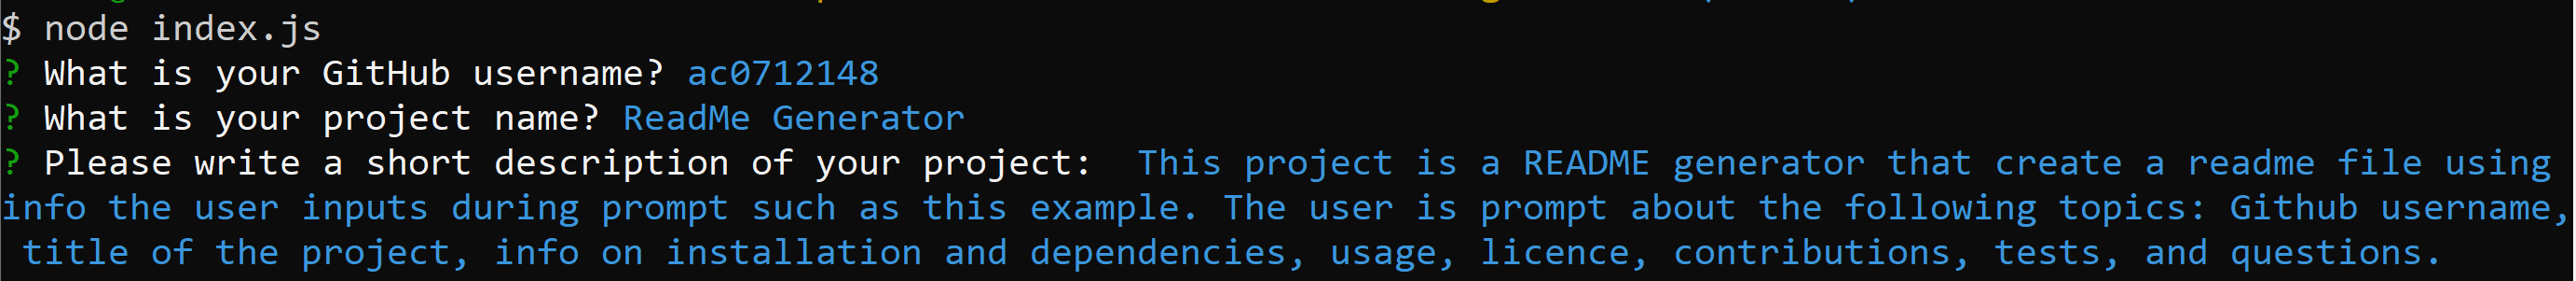 $ node index.js
? What is your GitHub username? ac0712148
? What is your project name? ReadMe Generator
? Please write a short description of your project:  This project is a README generator that create a readme file using
info the user inputs during prompt such as this example. The user is prompt about the following topics: Github username,
 title of the project, info on installation and dependencies, usage, licence, contributions, tests, and questions.